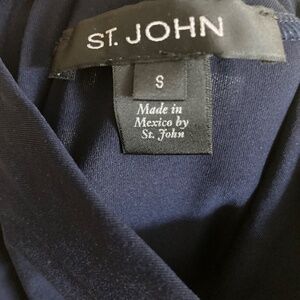 ST. JOHN
S
Made in
Mexico by
St. John